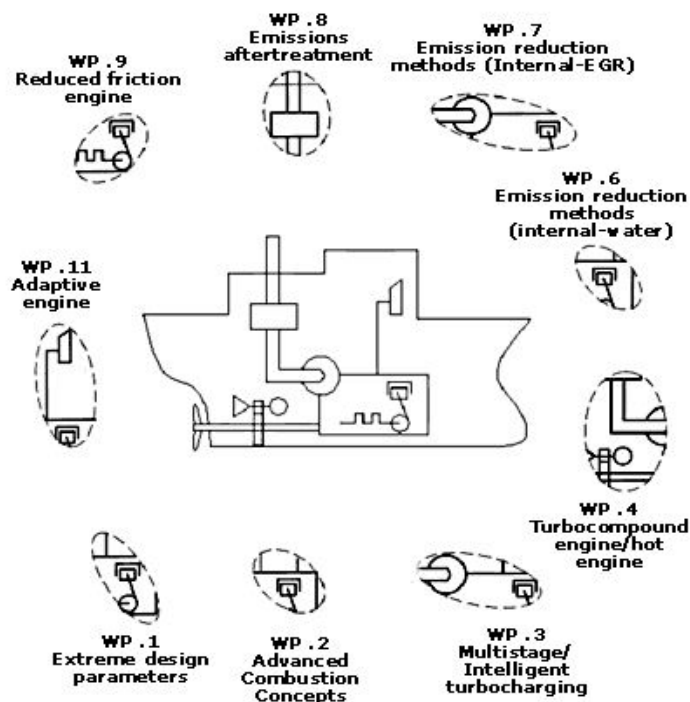 WP.8
Emissions
aftertreatment
WP.7
Emission reduction
methods (Internal-EGR)
WP.9
Reduced friction
engine
WP.6
Emission reduction
methods
(internal-water)
WP.11
Adaptive
engine
WP.4
Turbocompound
engine/hot
engine
WP.1
Extreme design
parameters
WP.2
Advanced
Combustion
Concepts
WP.3
Multistage/
Intelligent
turbocharging